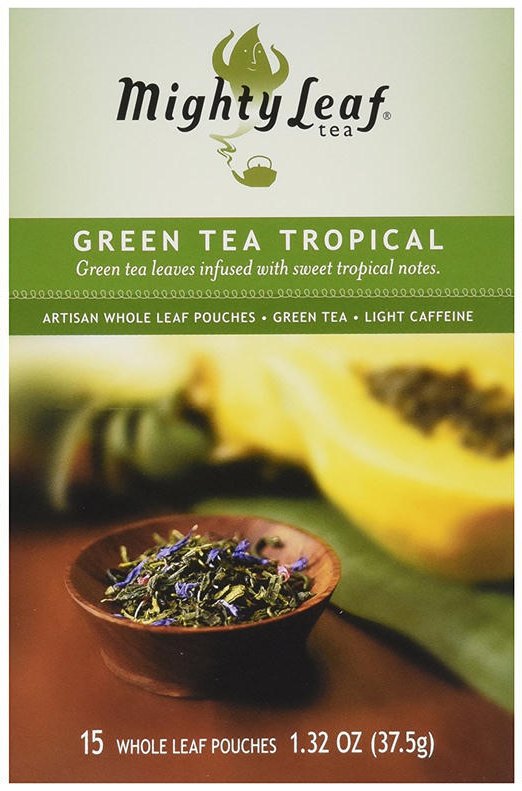 Mighty Leaf®
tea
GREEN TEA TROPICAL
Green tea leaves infused with sweet tropical notes.
ARTISAN WHOLE LEAF POUCHES • GREEN TEA • LIGHT CAFFEINE
15 WHOLE LEAF POUCHES 1.32 OZ (37.5g)